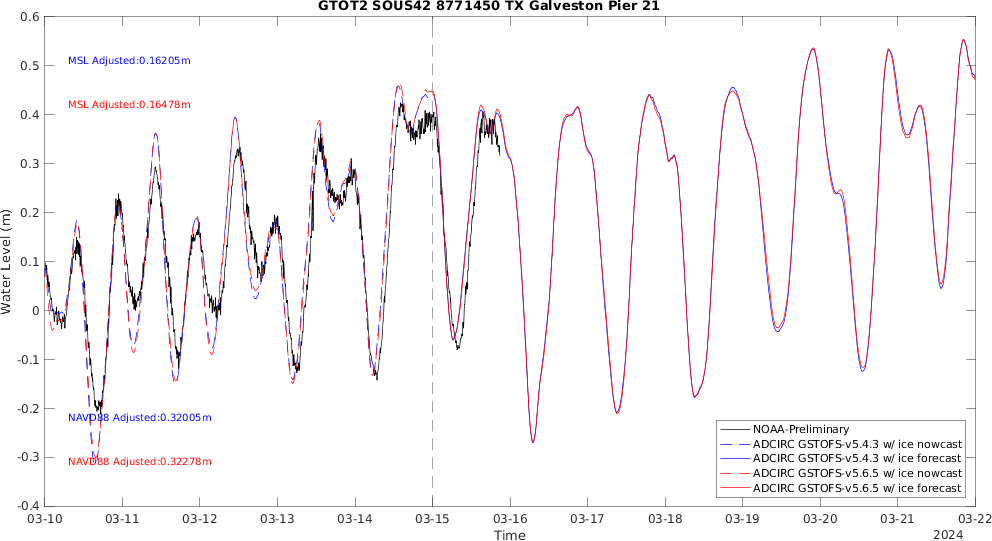 GTOT2 SOUS42 8771450 TX Galveston Pier 21
0.6
0.5
0.4
0.3
0.2
0.1
0
-0.1
-0.2
-0.3
-0.4
Water Level (m)
MSL Adjusted:0.16205m
MSL Adjusted:0.16478m
NAVD88 Adjusted:0.32005m
NAVD88 Adjusted:0.32278m
NOAA-Preliminary
ADCIRC GSTOFS-v5.4.3 w/ ice nowcast
ADCIRC GSTOFS-v5.4.3 w/ ice forecast
ADCIRC GSTOFS-v5.6.5 w/ ice nowcast
ADCIRC GSTOFS-v5.6.5 w/ ice forecast
03-10 03-11 03-12 03-13 03-14 03-15 03-16 03-17 03-18 03-19 03-20 03-21 03-22
Time
2024